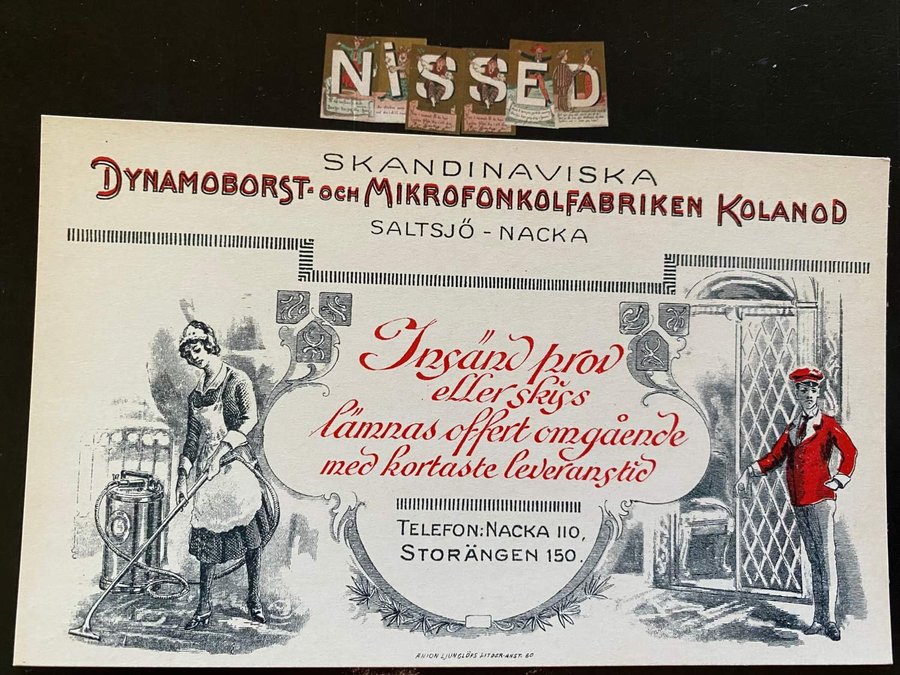 NiSSED
SKANDINAVISKA
DYNAMOBORST- OCH MIKROFONKOLFABRIKEN KOLANOD
SALTSJÖ - NACKA
Insänd prov
eller skiss
lämnas offert omgående
med kortaste leveranstid
TELEFON: NACKA 110,
STORÄNGEN 150.